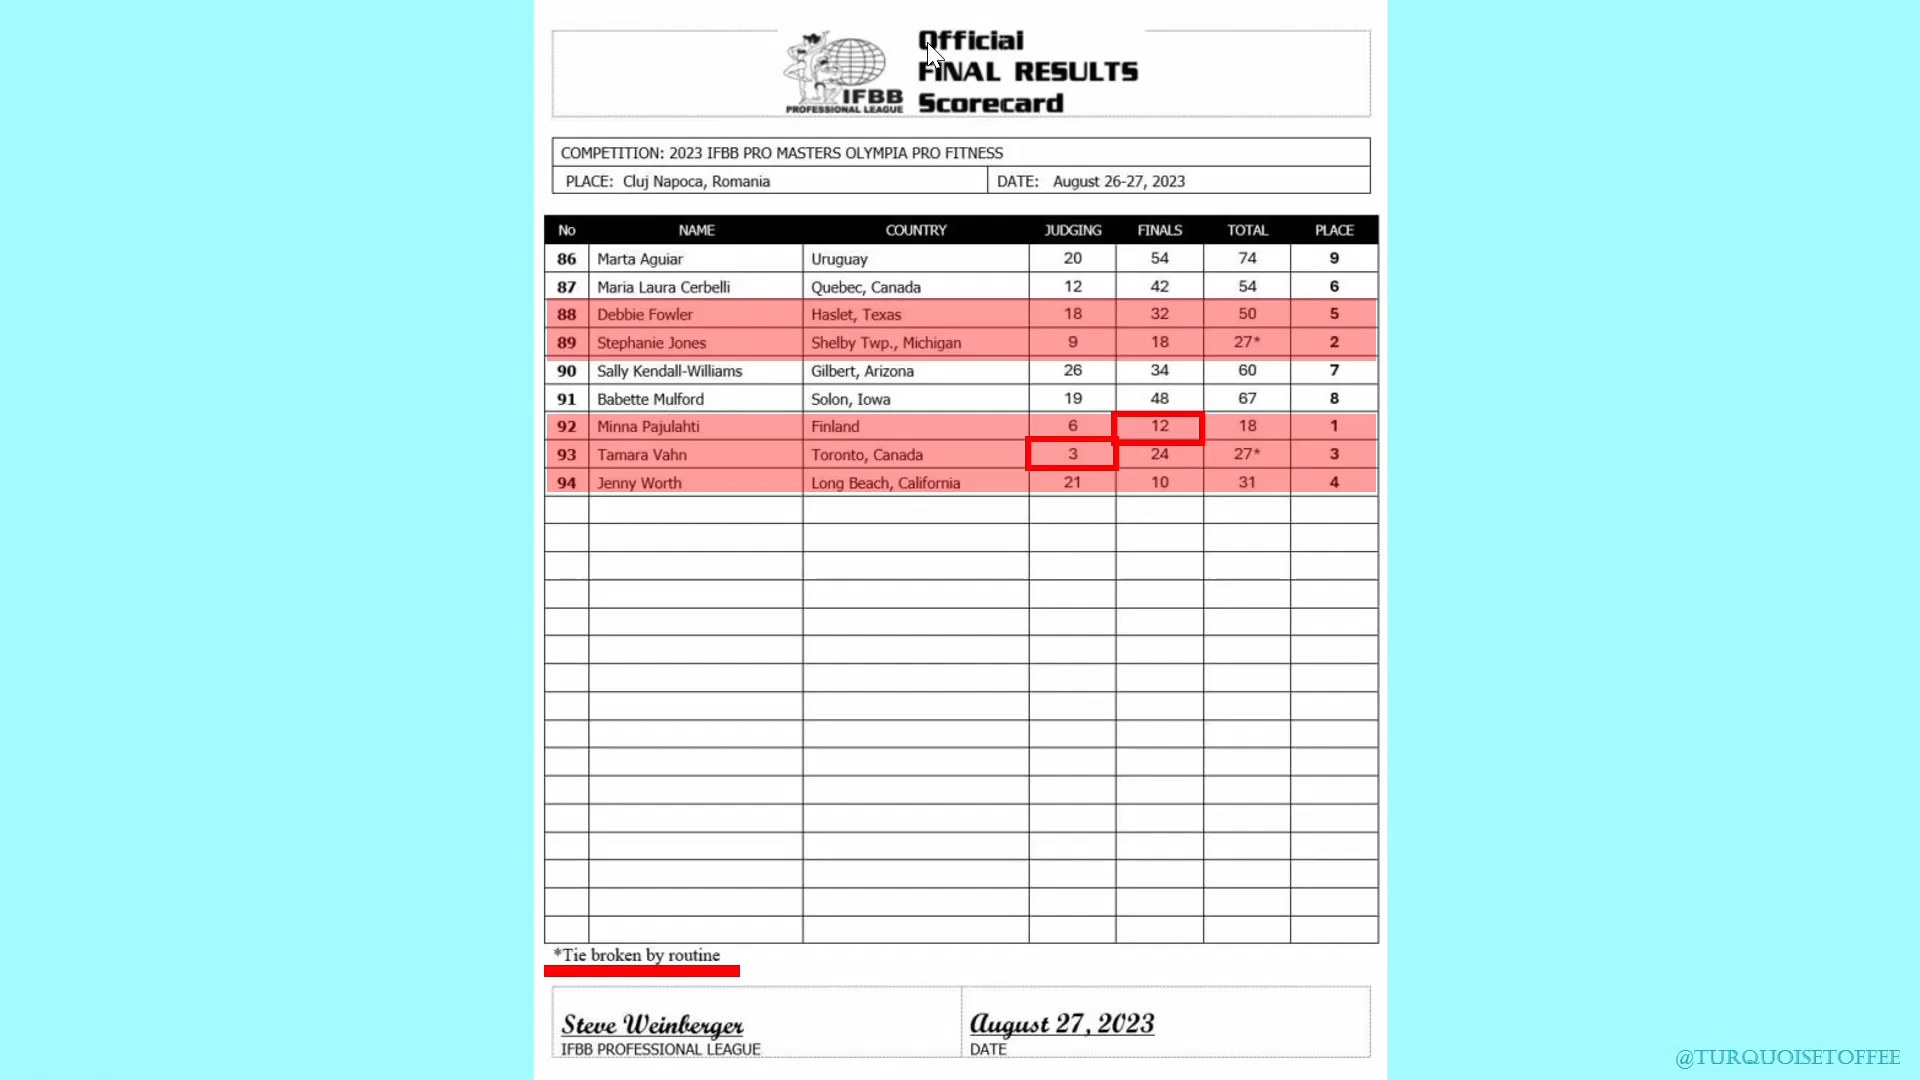 Official
FINAL RESULTS
Scorecard
IFBB
PROFESSIONAL LEAGUE
COMPETITION: 2023 IFBB PRO MASTERS OLYMPIA PRO FITNESS
PLACE: Cluj Napoca, Romania DATE: August 26-27, 2023
No NAME COUNTRY JUDGING FINALS TOTAL PLACE
86 Marta Aguiar Uruguay 20 54 74 9
87 Maria Laura Cerbelli Quebec, Canada 12 42 54 6
88 Debbie Fowler Haslet, Texas 18 32 50 5
89 Stephanie Jones Shelby Twp., Michigan 9 18 27* 2
90 Sally Kendall-Williams Gilbert, Arizona 26 34 60 7
91 Babette Mulford Solon, Iowa 19 48 67 8
92 Minna Pajulahti Finland 6 12 18 1
93 Tamara Vahn Toronto, Canada 3 24 27* 3
94 Jenny Worth Long Beach, California 21 10 31 4
*Tie broken by routine
Steve Weinberger August 27, 2023
IFBB PROFESSIONAL LEAGUE DATE
@TURQUOISETOFFEE